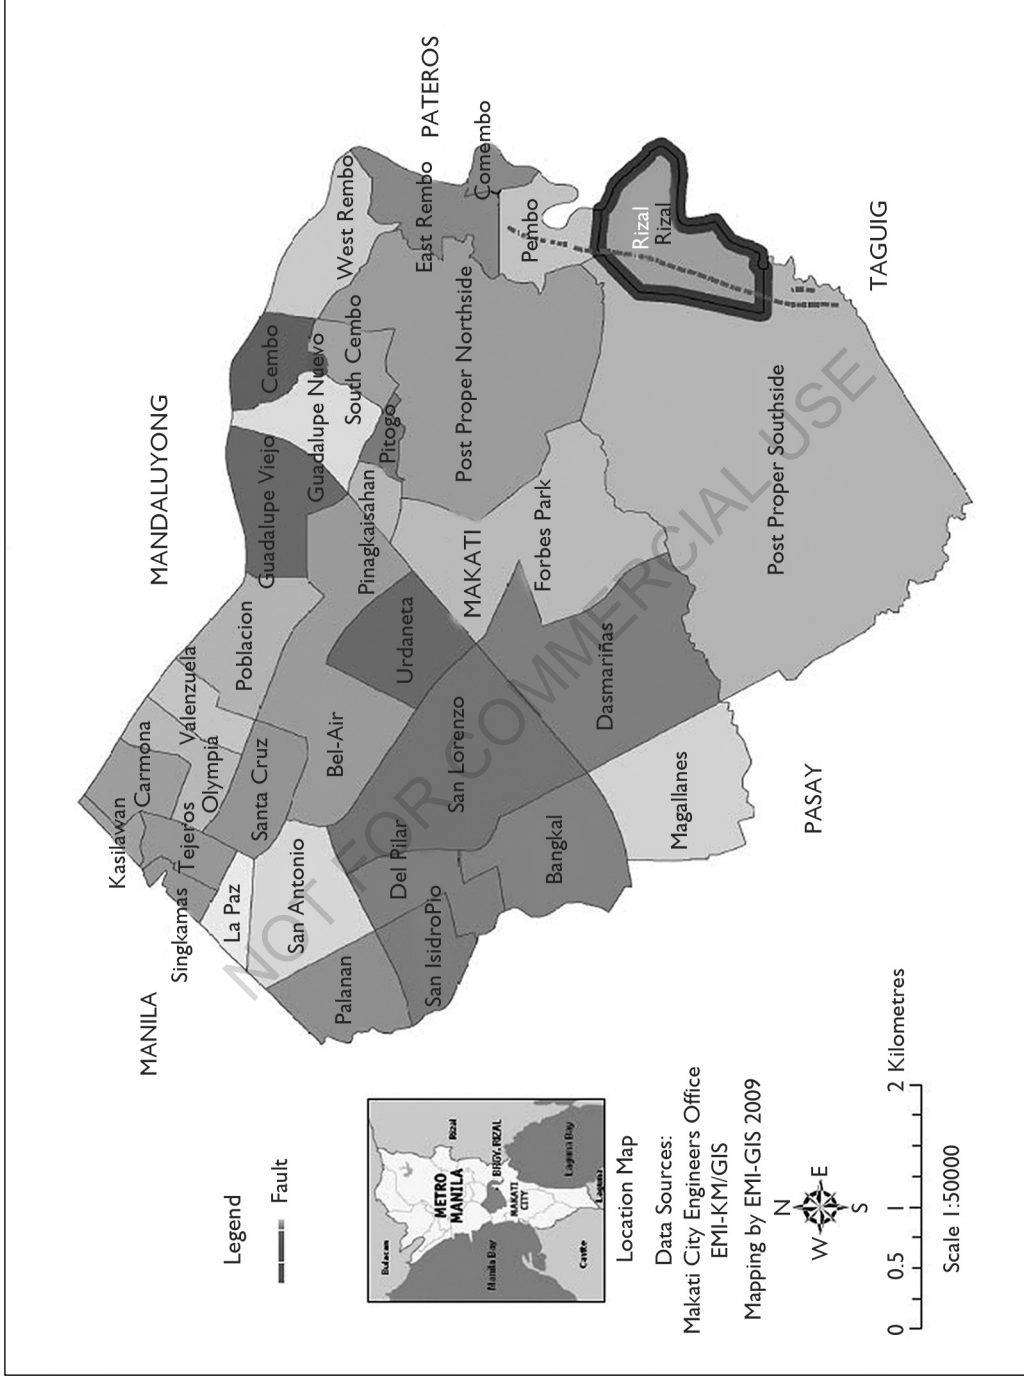 MANDALUYONG
PATEROS
MANILA
PASAY
TAGUIG
MAKATI
Kasilawan
Carmona
Valenzuela
Tejeros
Olympia
Poblacion
Singkamas
Santa Cruz
La Paz
San Antonio
Bel-Air
Palanan
Guadalupe Viejo
Guadalupe Nuevo
Cembo
South Cembo
West Rembo
East Rembo
Comembo
Pembo
Pitogo
Pinagkaisahan
Urdaneta
Post Proper Northside
Forbes Park
San Lorenzo
Del Pilar
San Isidro
Pio
Bangkal
Dasmariñas
Magallanes
Post Proper Southside
Rizal
Rizal
NOT FOR COMMERCIAL USE
Legend
Fault
Bulacan
METRO
MANILA
Rizal
BRGY.RIZAL
MAKATI
CITY
Manila Bay
Laguna Bay
Cavite
Laguna
Location Map
Data Sources:
Makati City Engineers Office
EMI-KM/GIS
Mapping by EMI-GIS 2009
N
W
E
S
0 0.5 1 2 Kilometres
Scale 1:50000